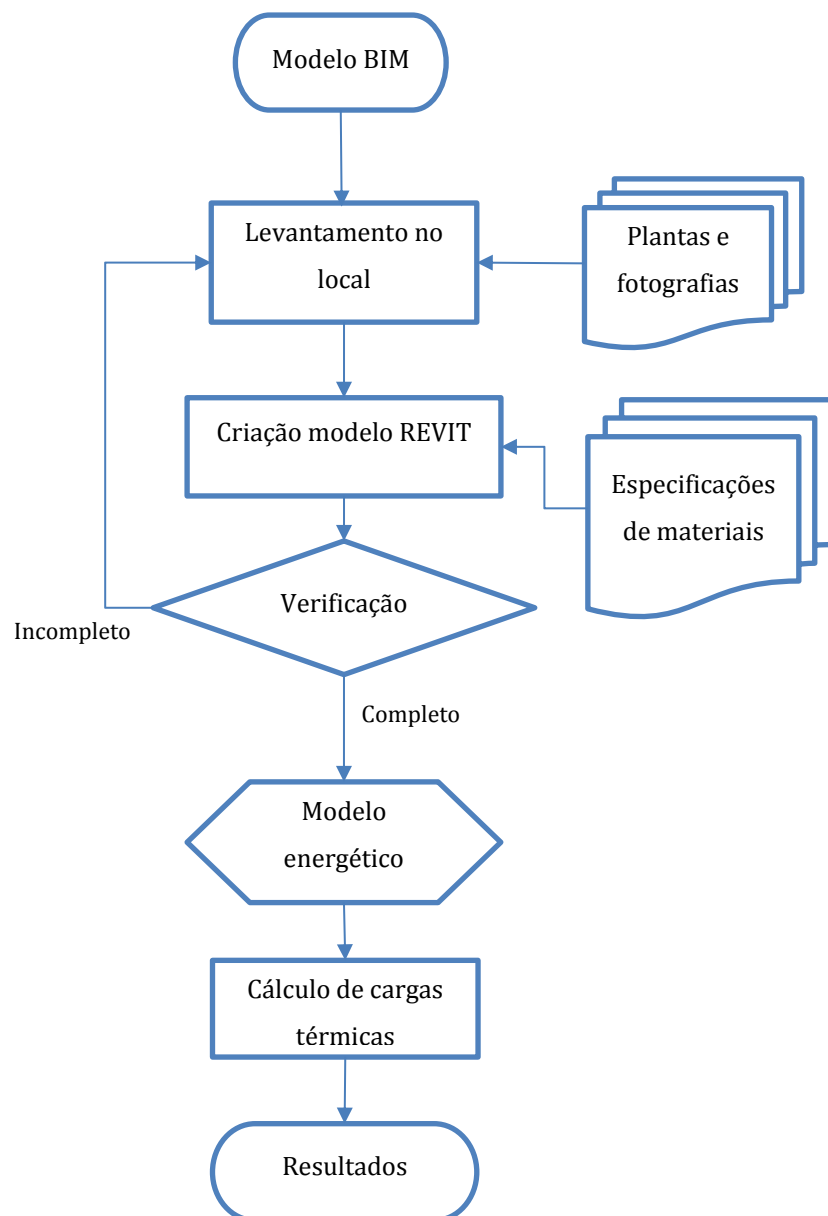 Modelo BIM
Levantamento no
local
Plantas e
fotografias
Criação modelo REVIT
Especificações
de materiais
Verificação
Incompleto
Completo
Modelo
energético
Cálculo de cargas
térmicas
Resultados